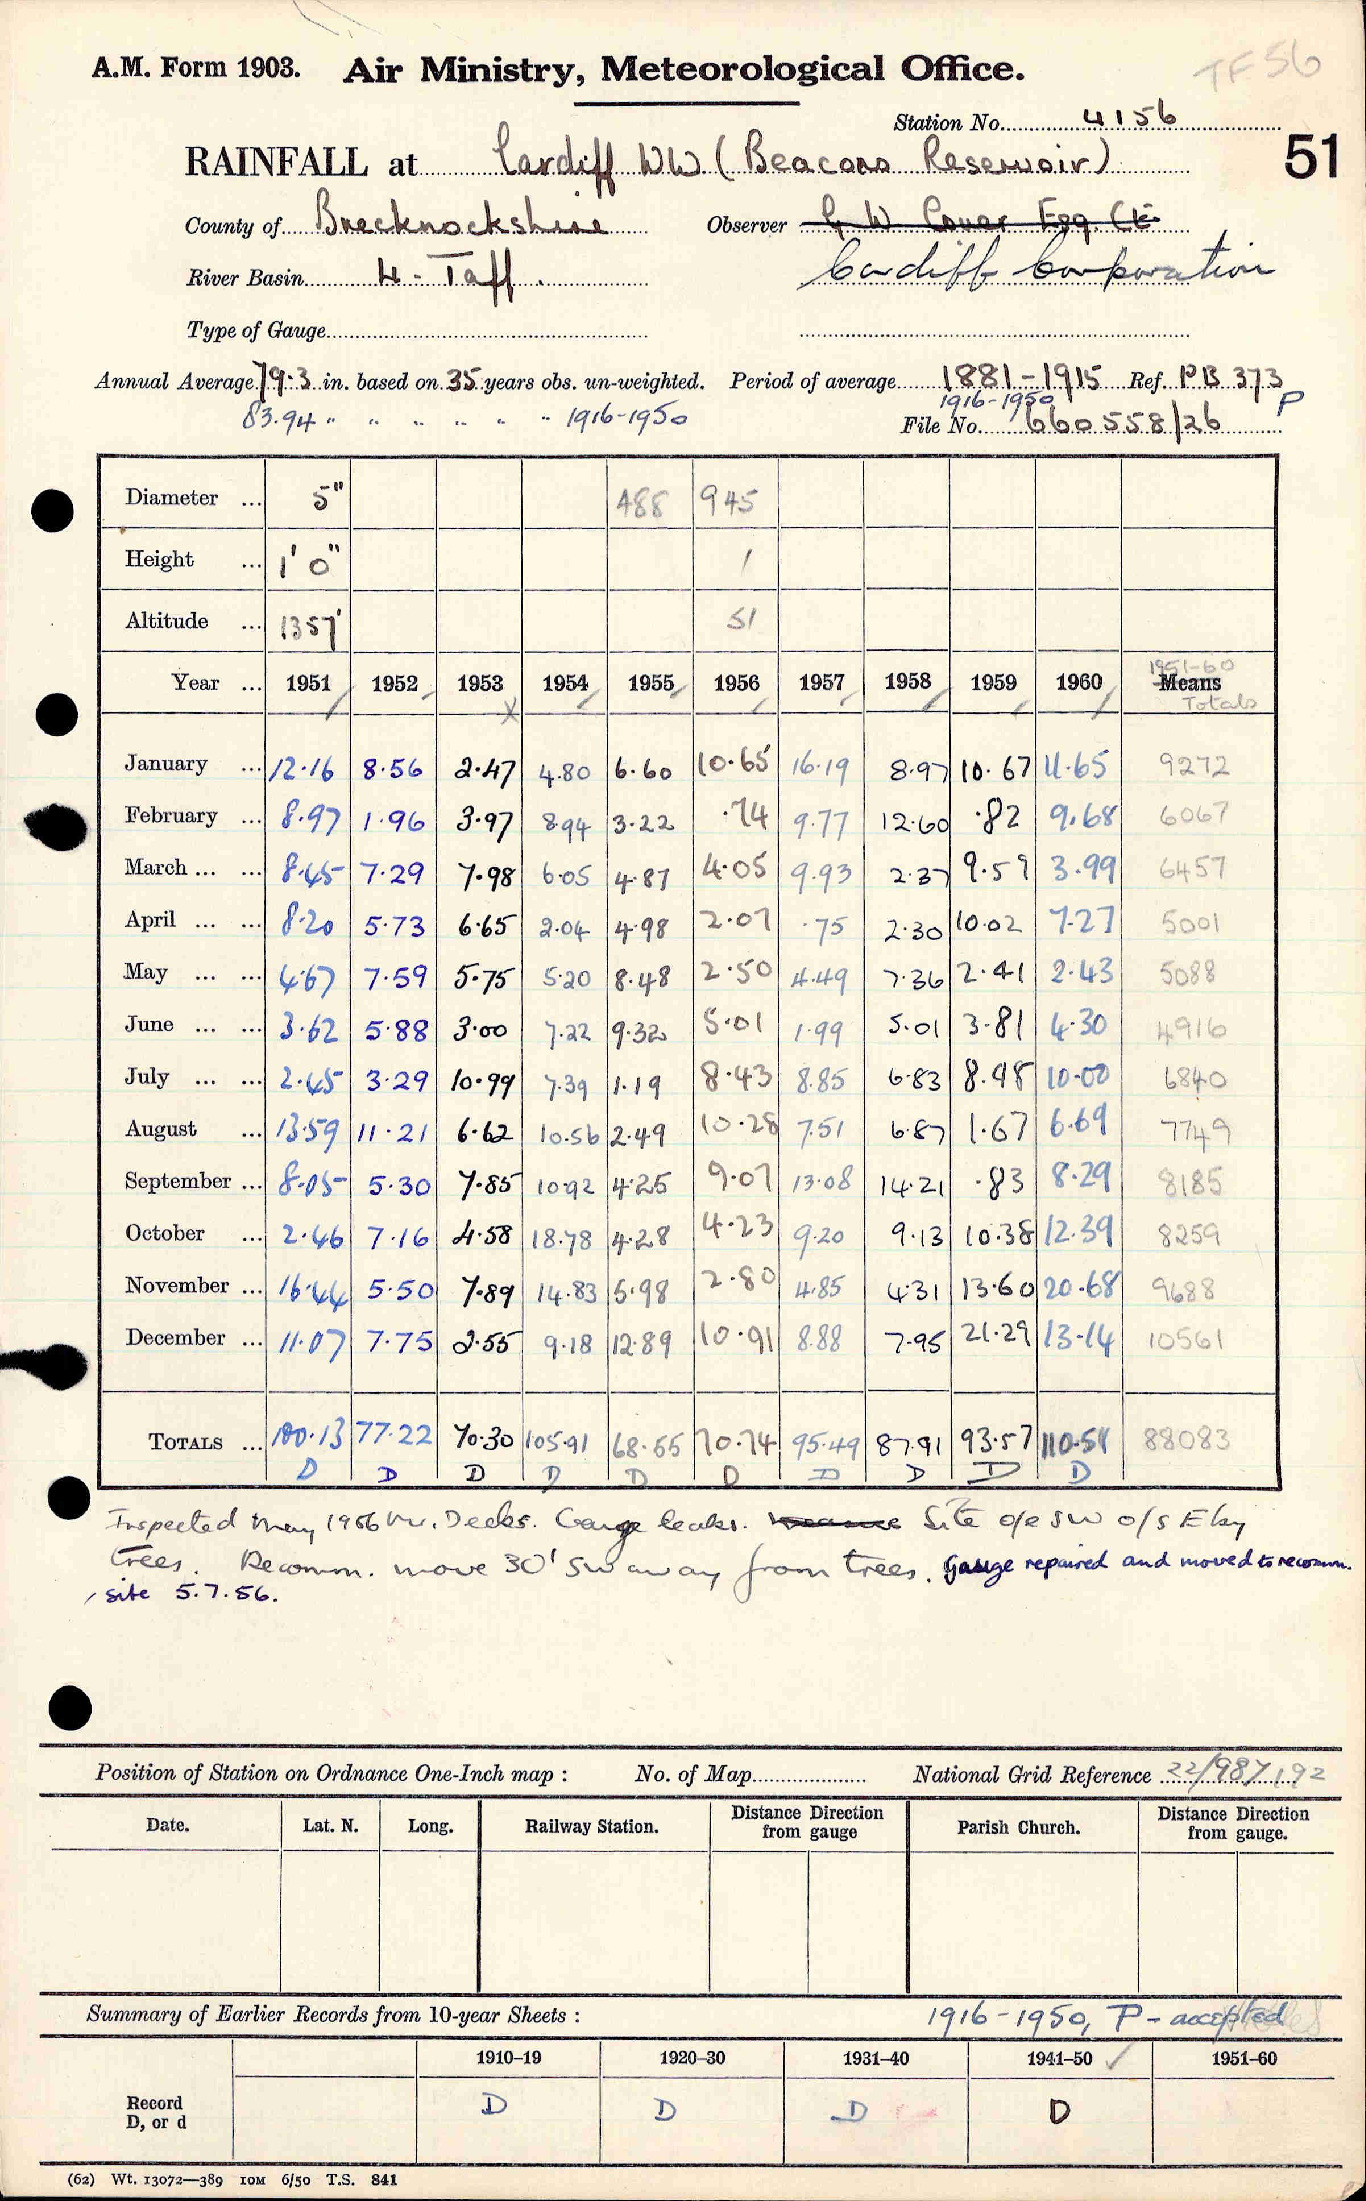 TF 56
A.M. Form 1903. Air Ministry, Meteorological Office.
Station No. 4156
51
RAINFALL at Cardiff WW (Beacons Reservoir)
County of Brecknockshire Observer G W Esq. CE
River Basin 4 - Taff. Cardiff Corporation
Type of Gauge
Annual Average 79.3 in. based on 35 years obs. un-weighted. Period of average 1881-1915 Ref. PB 373
83.94 " " " " " " 1916-1950 1916-1950 P
File No. 660558/26
Diameter ... 5" 488 945
Height ... 1' 0" 1
Altitude ... 1357' 51
Year ... 1951 1952 1953 1954 1955 1956 1957 1958 1959 1960 1951-60 Means Totals
January ... 12.16 8.56 2.47 4.80 6.60 10.65 16.19 8.97 10.67 11.65 9272
February ... 8.97 1.96 3.97 8.94 3.22 .74 9.77 12.60 .82 9.68 6067
March ... ... 8.45 7.29 7.98 6.05 4.87 4.05 9.93 2.37 9.59 3.99 6457
April ... ... 8.20 5.73 6.65 2.04 4.98 2.07 .75 2.30 10.02 7.27 5001
May ... ... 4.67 7.59 5.75 5.20 8.48 2.50 4.49 7.36 2.41 2.43 5088
June ... ... 3.62 5.88 3.00 7.22 9.32 5.01 1.99 5.01 3.81 4.30 4916
July ... ... 2.45 3.29 10.99 7.39 1.19 8.43 8.85 6.83 8.98 10.00 6840
August ... 13.59 11.21 6.62 10.56 2.49 10.28 7.51 6.87 1.67 6.69 7749
September ... 8.05 5.30 7.85 10.92 4.25 9.07 13.08 14.21 .83 8.29 8185
October ... 2.46 7.16 4.58 18.78 4.28 4.23 9.20 9.13 10.38 12.39 8259
November ... 16.44 5.50 7.89 14.83 5.98 2.80 4.85 4.31 13.60 20.68 9688
December ... 11.07 7.75 2.55 9.18 12.89 10.91 8.88 7.95 21.29 13.14 10561
TOTALS ... 100.13 77.22 70.30 105.91 68.55 70.74 95.49 87.91 93.57 110.51 88083
D D D D D D D D D D
Inspected May 1956 Mr. Deeks. Gauge leaks. Site o/e SW o/s E by
trees. Recomm. move 30' SW away from trees. Gauge repaired and moved to recomm.
site 5.7.56.
Position of Station on Ordnance One-Inch map : No. of Map National Grid Reference 22/987192
Date. Lat. N. Long. Railway Station. Distance Direction from gauge Parish Church. Distance Direction from gauge.
Summary of Earlier Records from 10-year Sheets : 1916-1950, P - accepted
1910–19 1920–30 1931–40 1941–50 ✓ 1951–60
Record D, or d D D D D
(62) Wt. 13072—389 10M 6/50 T.S. 841